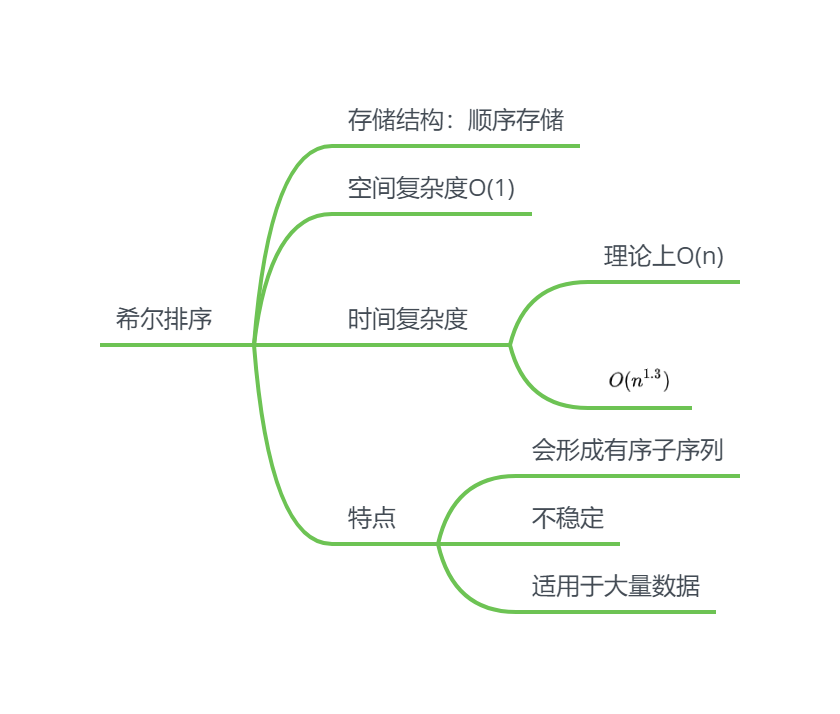 存储结构：顺序存储
空间复杂度O(1)
理论上O(n)
希尔排序
时间复杂度
O(n^{1.3})
会形成有序子序列
特点
不稳定
适用于大量数据